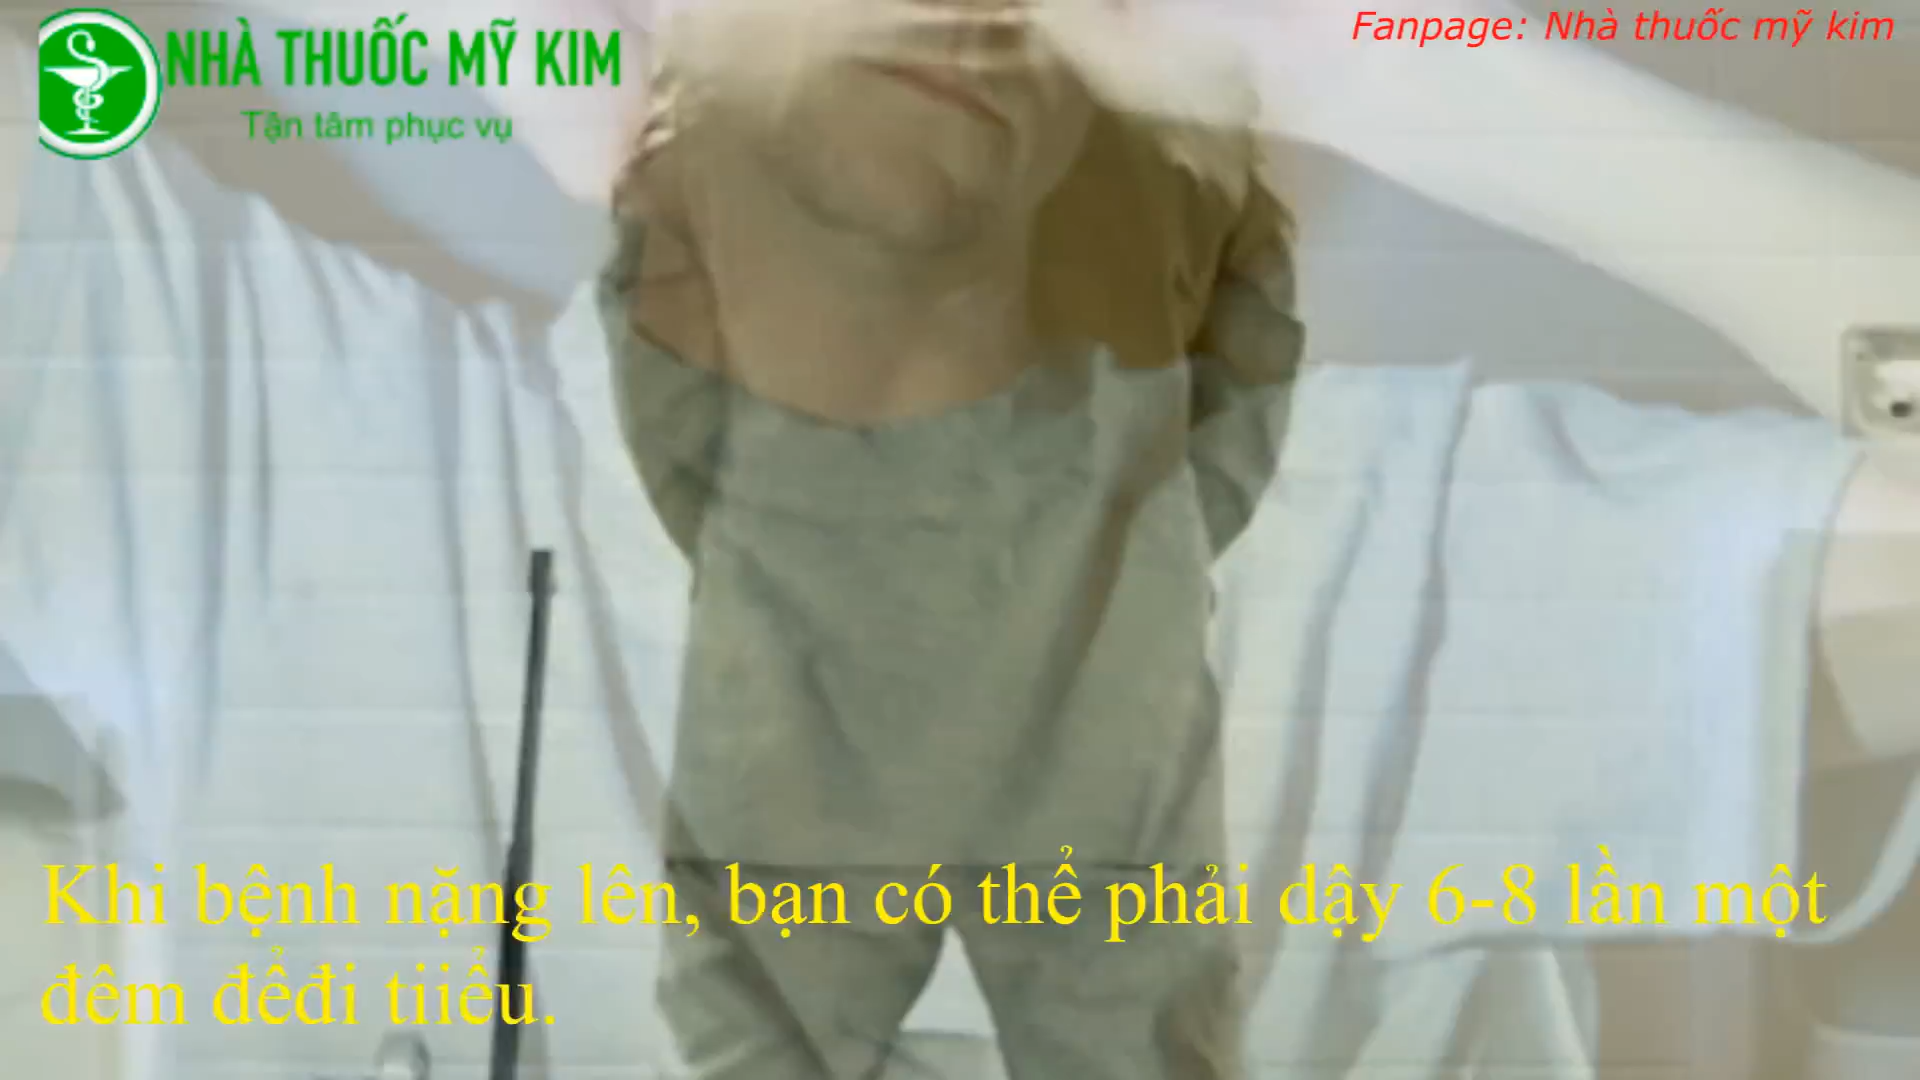 NHÀ THUỐC MỸ KIM
Tận tâm phục vụ
Fanpage: Nhà thuốc mỹ kim
Khi bệnh nặng lên, bạn có thể phải dậy 6-8 lần một
đêm đểđi tiiểu.